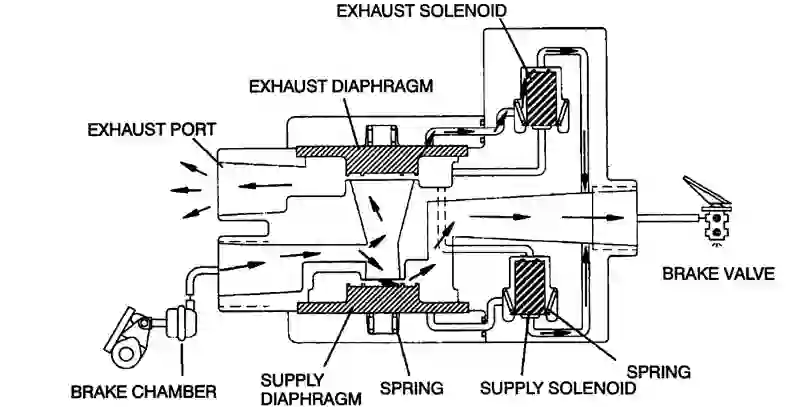 EXHAUST SOLENOID
EXHAUST DIAPHRAGM
EXHAUST PORT
BRAKE VALVE
BRAKE CHAMBER
SUPPLY
DIAPHRAGM
SPRING
SUPPLY SOLENOID
SPRING